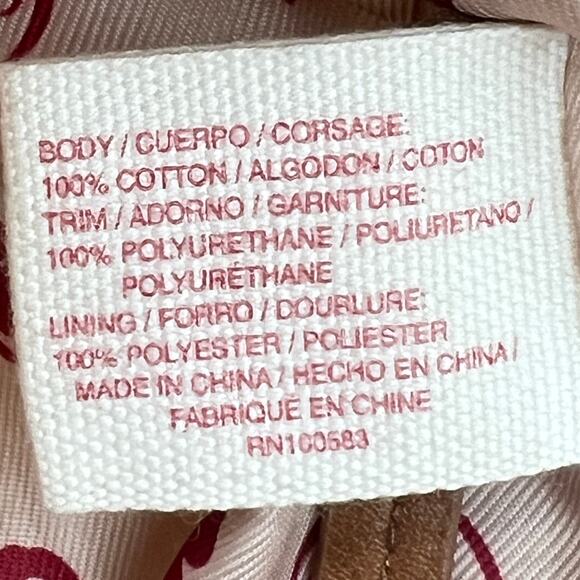 BODY / CUERPO / CORSAGE:
100% COTTON / ALGODON / COTON
TRIM / ADORNO / GARNITURE:
100% POLYURETHANE / POLIURETANO /
POLYURÉTHANE
LINING / FORRO / DOUBLURE:
100% POLYESTER / POLIESTER
MADE IN CHINA / HECHO EN CHINA /
FABRIQUÉ EN CHINE